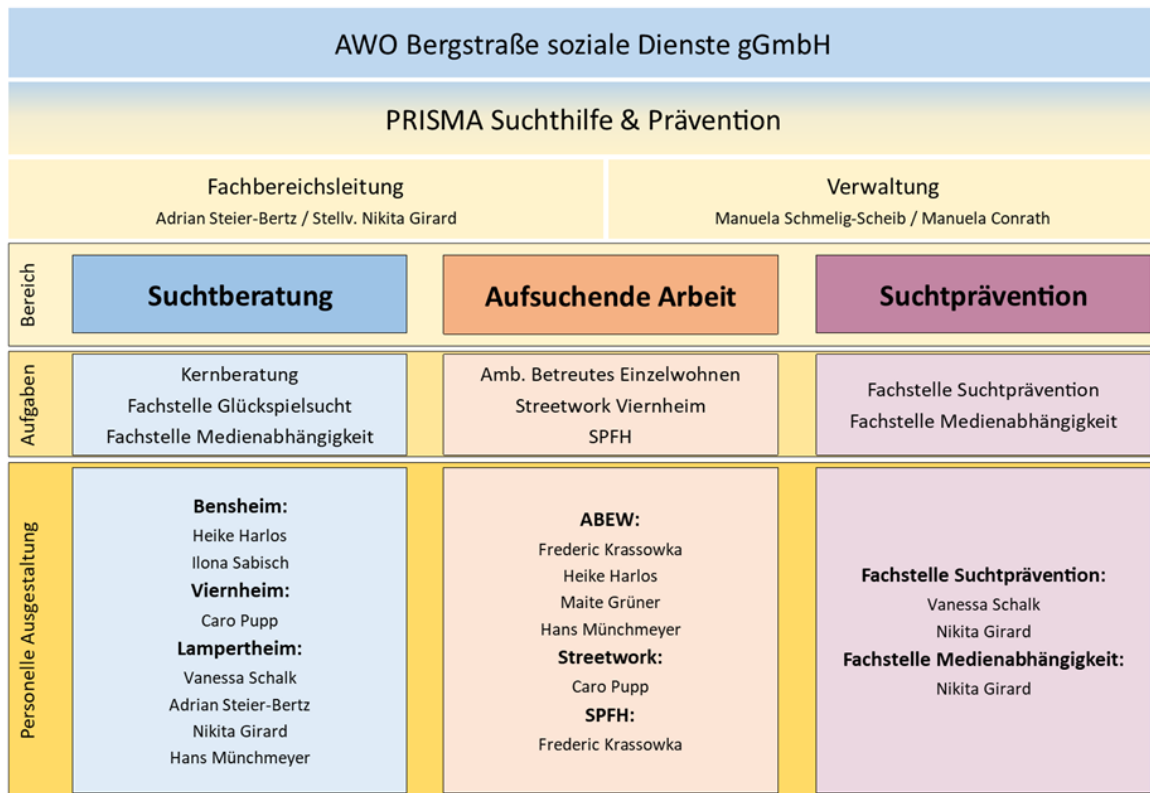 AWO Bergstraße soziale Dienste gGmbH
PRISMA Suchthilfe & Prävention
Fachbereichsleitung
Adrian Steier-Bertz / Stellv. Nikita Girard
Verwaltung
Manuela Schmelig-Scheib / Manuela Conrath
Bereich
Suchtberatung
Aufsuchende Arbeit
Suchtprävention
Aufgaben
Kernberatung
Fachstelle Glückspielsucht
Fachstelle Medienabhängigkeit
Amb. Betreutes Einzelwohnen
Streetwork Viernheim
SPFH
Fachstelle Suchtprävention
Fachstelle Medienabhängigkeit
Personelle Ausgestaltung
Bensheim:
Heike Harlos
Ilona Sabisch
Viernheim:
Caro Pupp
Lampertheim:
Vanessa Schalk
Adrian Steier-Bertz
Nikita Girard
Hans Münchmeyer
ABEW:
Frederic Krassowka
Heike Harlos
Maite Grüner
Hans Münchmeyer
Streetwork:
Caro Pupp
SPFH:
Frederic Krassowka
Fachstelle Suchtprävention:
Vanessa Schalk
Nikita Girard
Fachstelle Medienabhängigkeit:
Nikita Girard